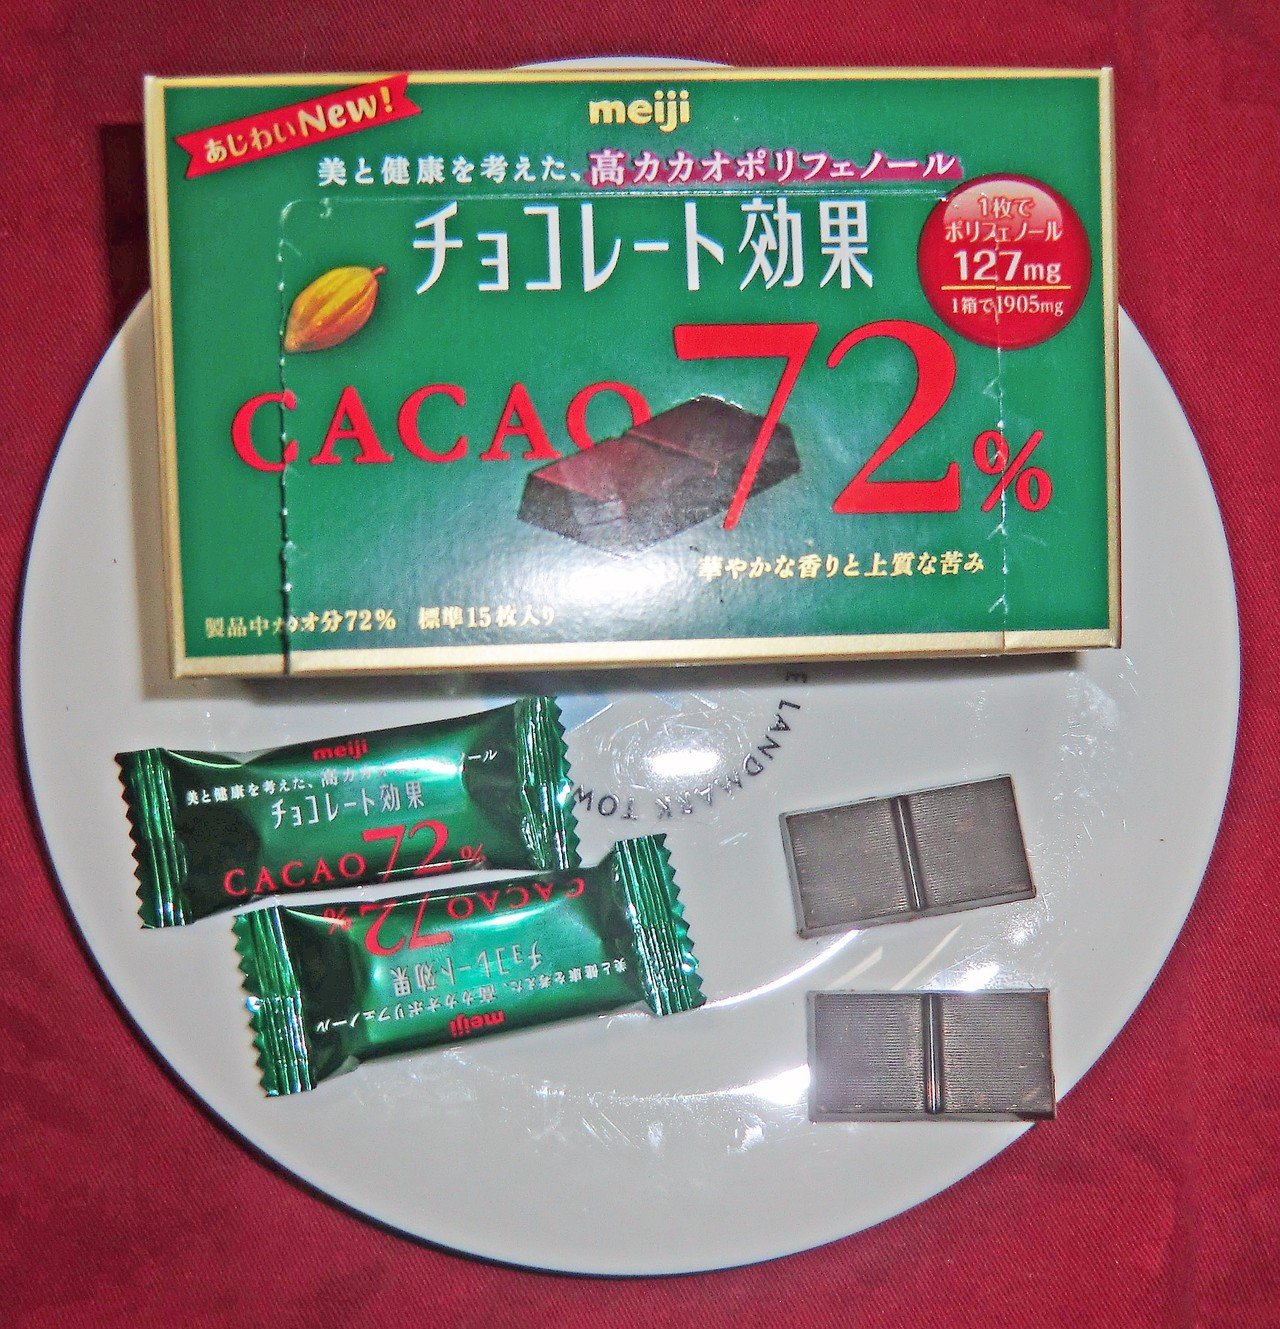 あじわいNew!
meiji
美と健康を考えた、高カカオポリフェノール
チョコレート効果
1枚で
ポリフェノール
127mg
1箱で1905mg
CACAO 72%
華やかな香りと上質な苦み
製品中カカオ分72% 標準15枚入り
E LANDMARK TOW
meiji
美と健康を考えた、高カカオポリフェノール
チョコレート効果
CACAO 72%
meiji
美と健康を考えた、高カカオポリフェノール
チョコレート効果
CACAO 72%